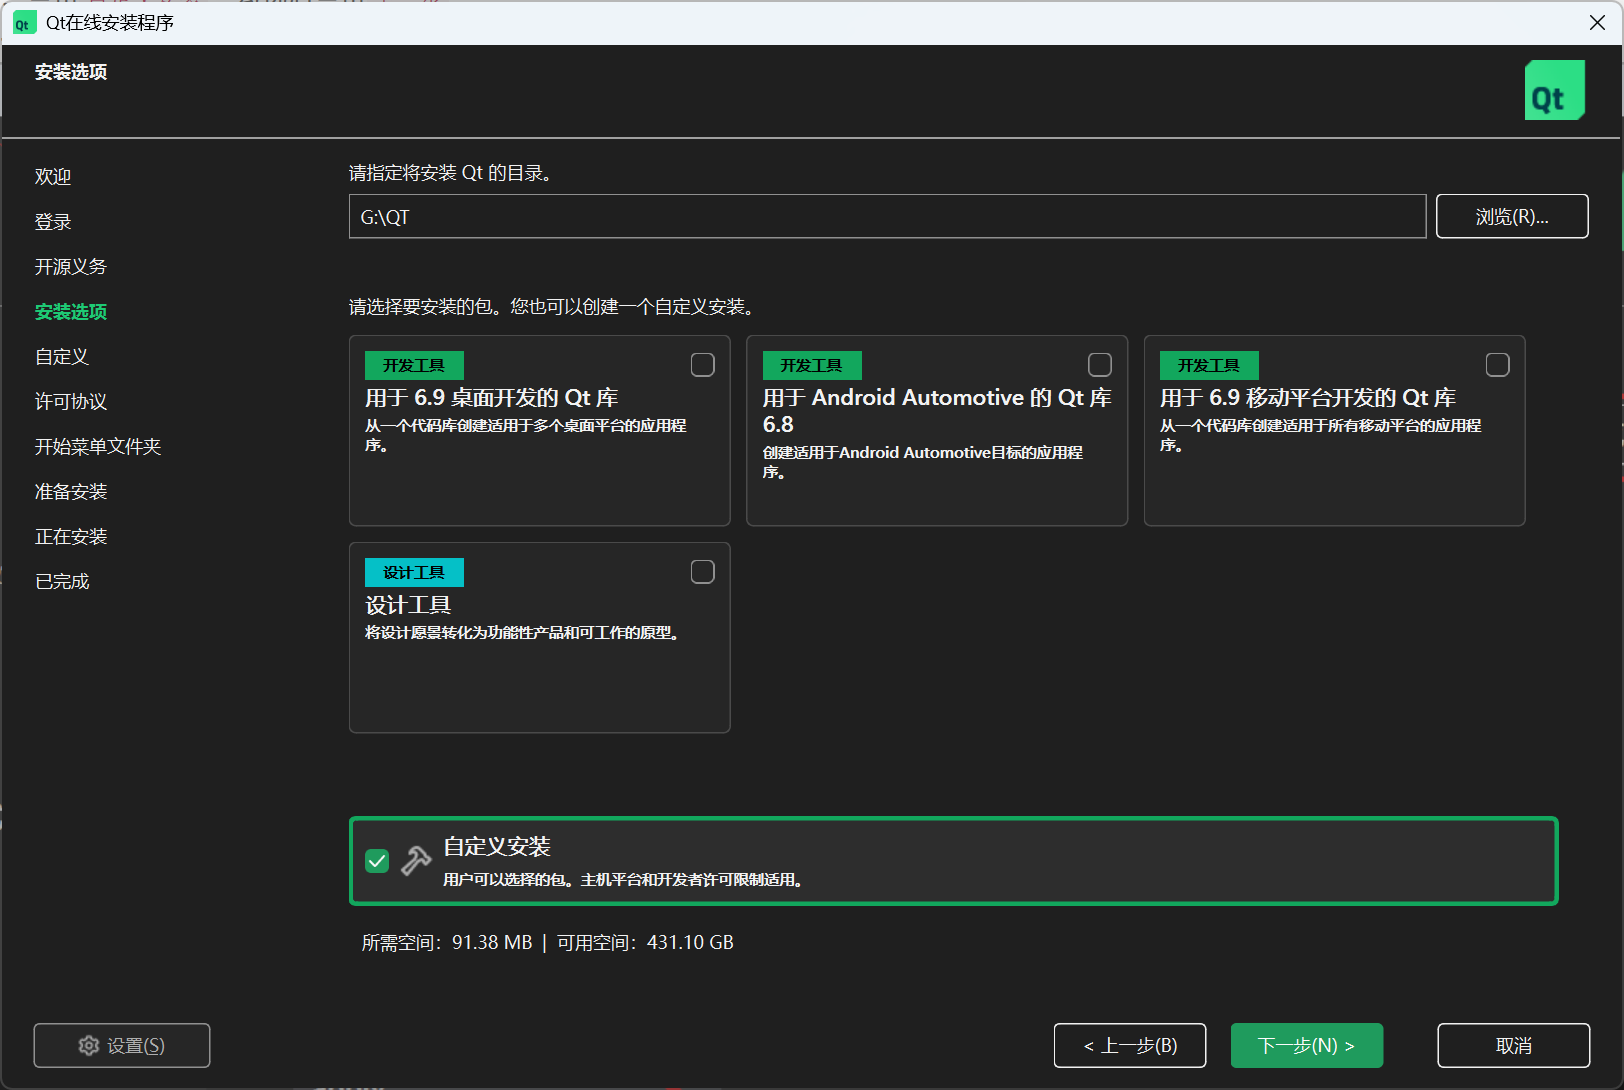 Qt在线安装程序
安装选项
Qt
欢迎
登录
开源义务
安装选项
自定义
许可协议
开始菜单文件夹
准备安装
正在安装
已完成
请指定将安装 Qt 的目录。
G:\QT
浏览(R)...
请选择要安装的包。您也可以创建一个自定义安装。
开发工具
用于 6.9 桌面开发的 Qt 库
从一个代码库创建适用于多个桌面平台的应用程
序。
开发工具
用于 Android Automotive 的 Qt 库
6.8
创建适用于Android Automotive目标的应用程
序。
开发工具
用于 6.9 移动平台开发的 Qt 库
从一个代码库创建适用于所有移动平台的应用程
序。
设计工具
设计工具
将设计愿景转化为功能性产品和可工作的原型。
自定义安装
用户可以选择的包。主机平台和开发者许可限制适用。
所需空间：91.38 MB | 可用空间：431.10 GB
设置(S)
< 上一步(B)
下一步(N) >
取消